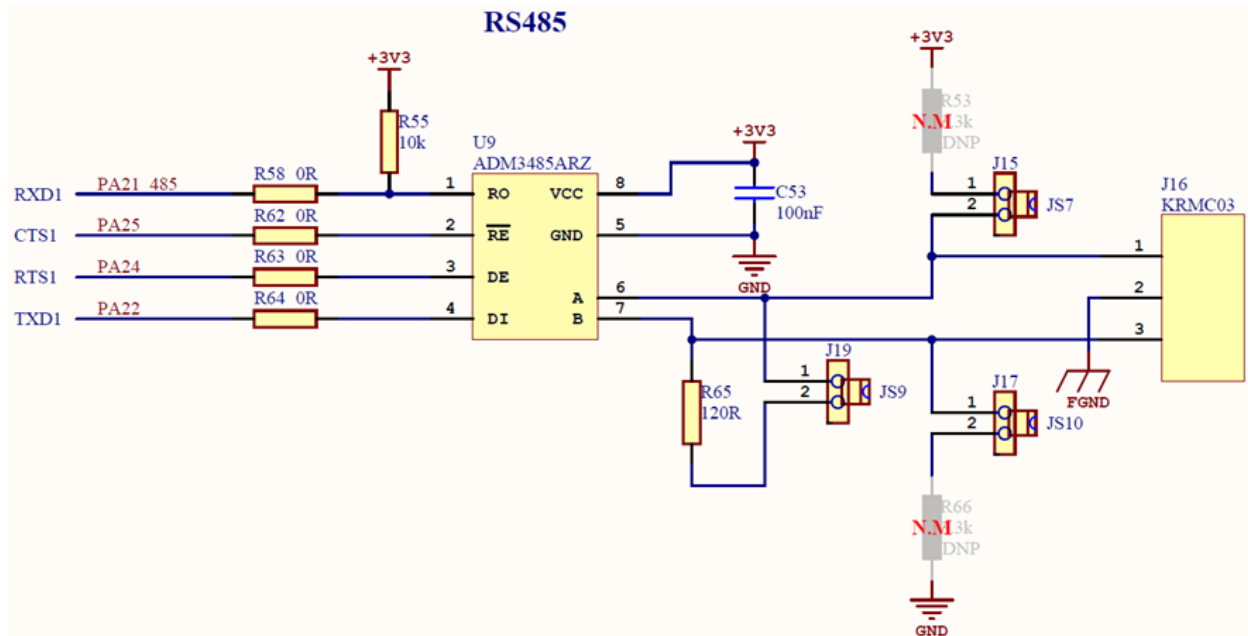 RS485
+3V3
R55
10k
U9
ADM3485ARZ
RXD1 PA21_485 R58 0R 1 RO VCC 8
CTS1 PA25 R62 0R 2 RE GND 5
RTS1 PA24 R63 0R 3 DE A 6
TXD1 PA22 R64 0R 4 DI B 7
+3V3
C53
100nF
GND
+3V3
R53
N.M
DNP
J15
1
2
JS7
J16
KRMC03
1
2
3
FGND
R65
120R
J19
1
2
JS9
J17
1
2
JS10
R66
N.M
DNP
GND